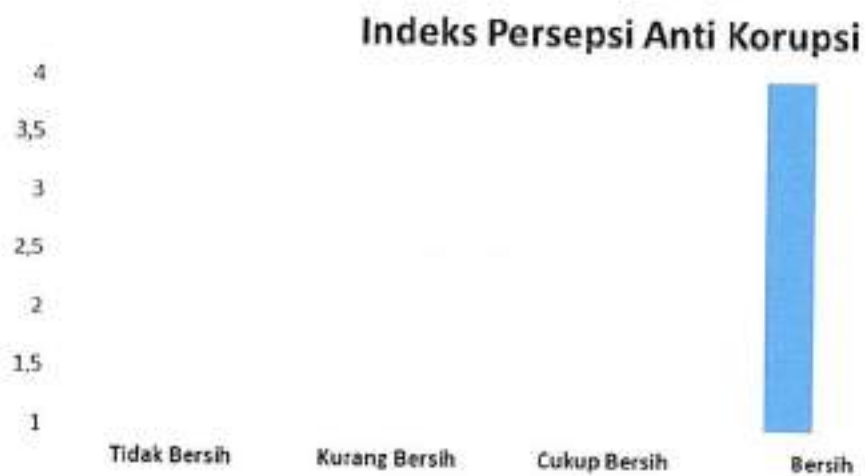 Indeks Persepsi Anti Korupsi
4
3,5
3
2,5
2
1,5
1
Tidak Bersih
Kurang Bersih
Cukup Bersih
Bersih